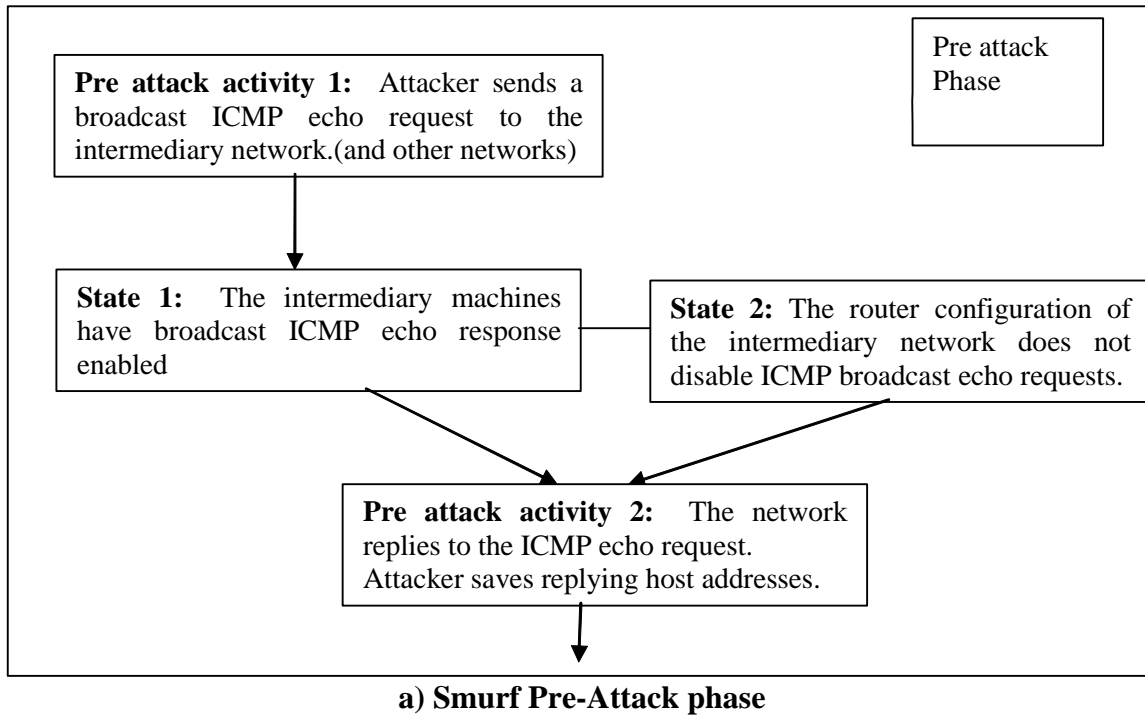 Pre attack
Phase
Pre attack activity 1: Attacker sends a
broadcast ICMP echo request to the
intermediary network.(and other networks)
State 1: The intermediary machines
have broadcast ICMP echo response
enabled
State 2: The router configuration of
the intermediary network does not
disable ICMP broadcast echo requests.
Pre attack activity 2: The network
replies to the ICMP echo request.
Attacker saves replying host addresses.
a) Smurf Pre-Attack phase